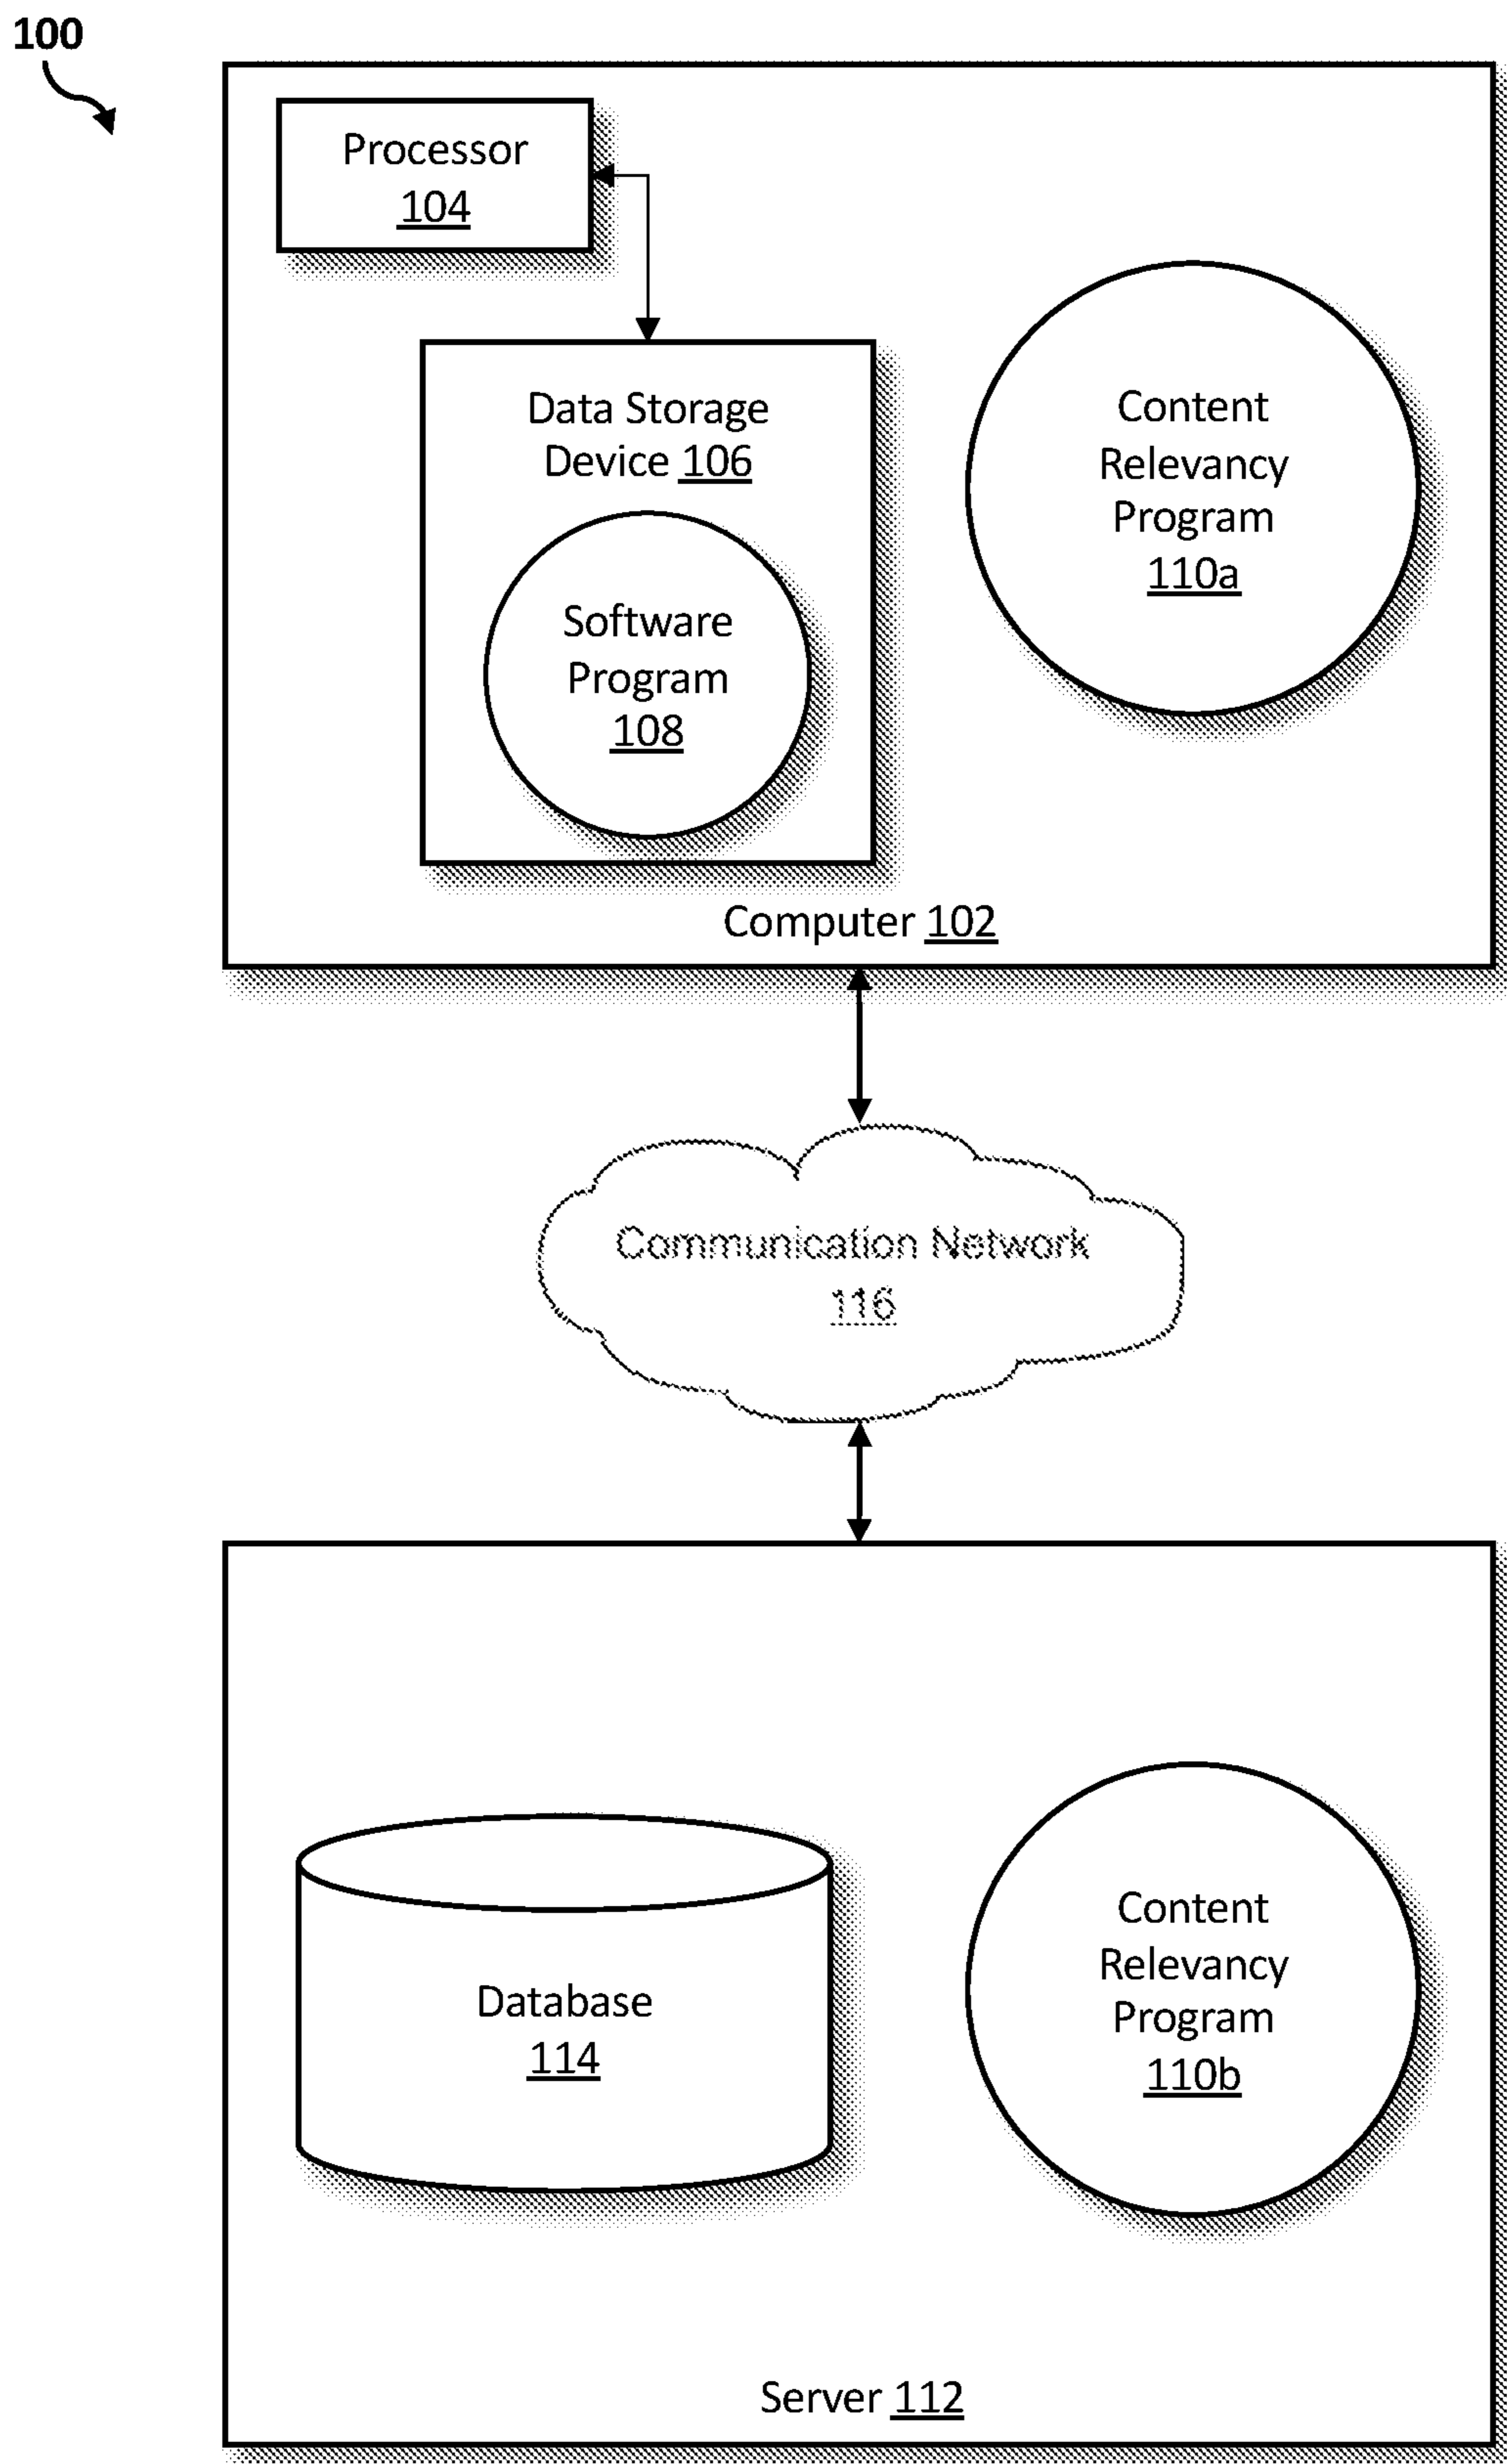 100
Processor
104
Data Storage
Device 106
Software
Program
108
Content
Relevancy
Program
110a
Computer 102
Communication Network
116
Database
114
Content
Relevancy
Program
110b
Server 112